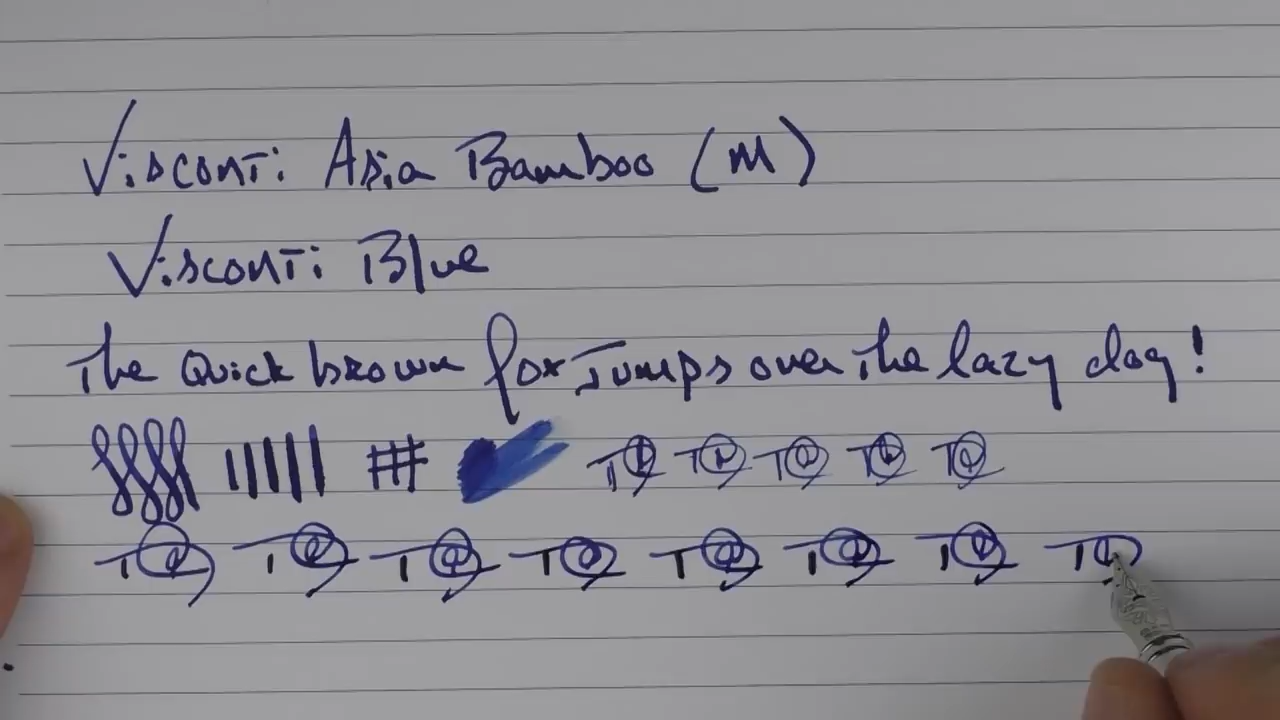 Visconti Asia Bamboo (M)
Visconti Blue
The Quick brown fox Jumps over The lazy dog!